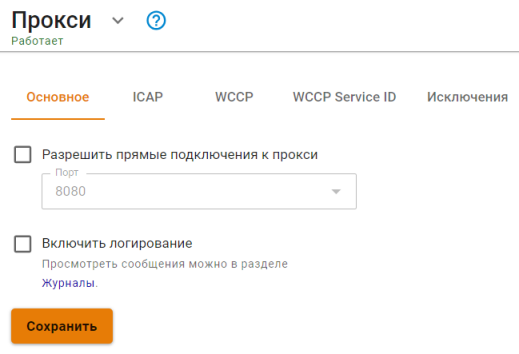 Прокси
Работает
Основное ICAP WCCP WCCP Service ID Исключения
Разрешить прямые подключения к прокси
Порт
8080
Включить логирование
Просмотреть сообщения можно в разделе
Журналы.
Сохранить